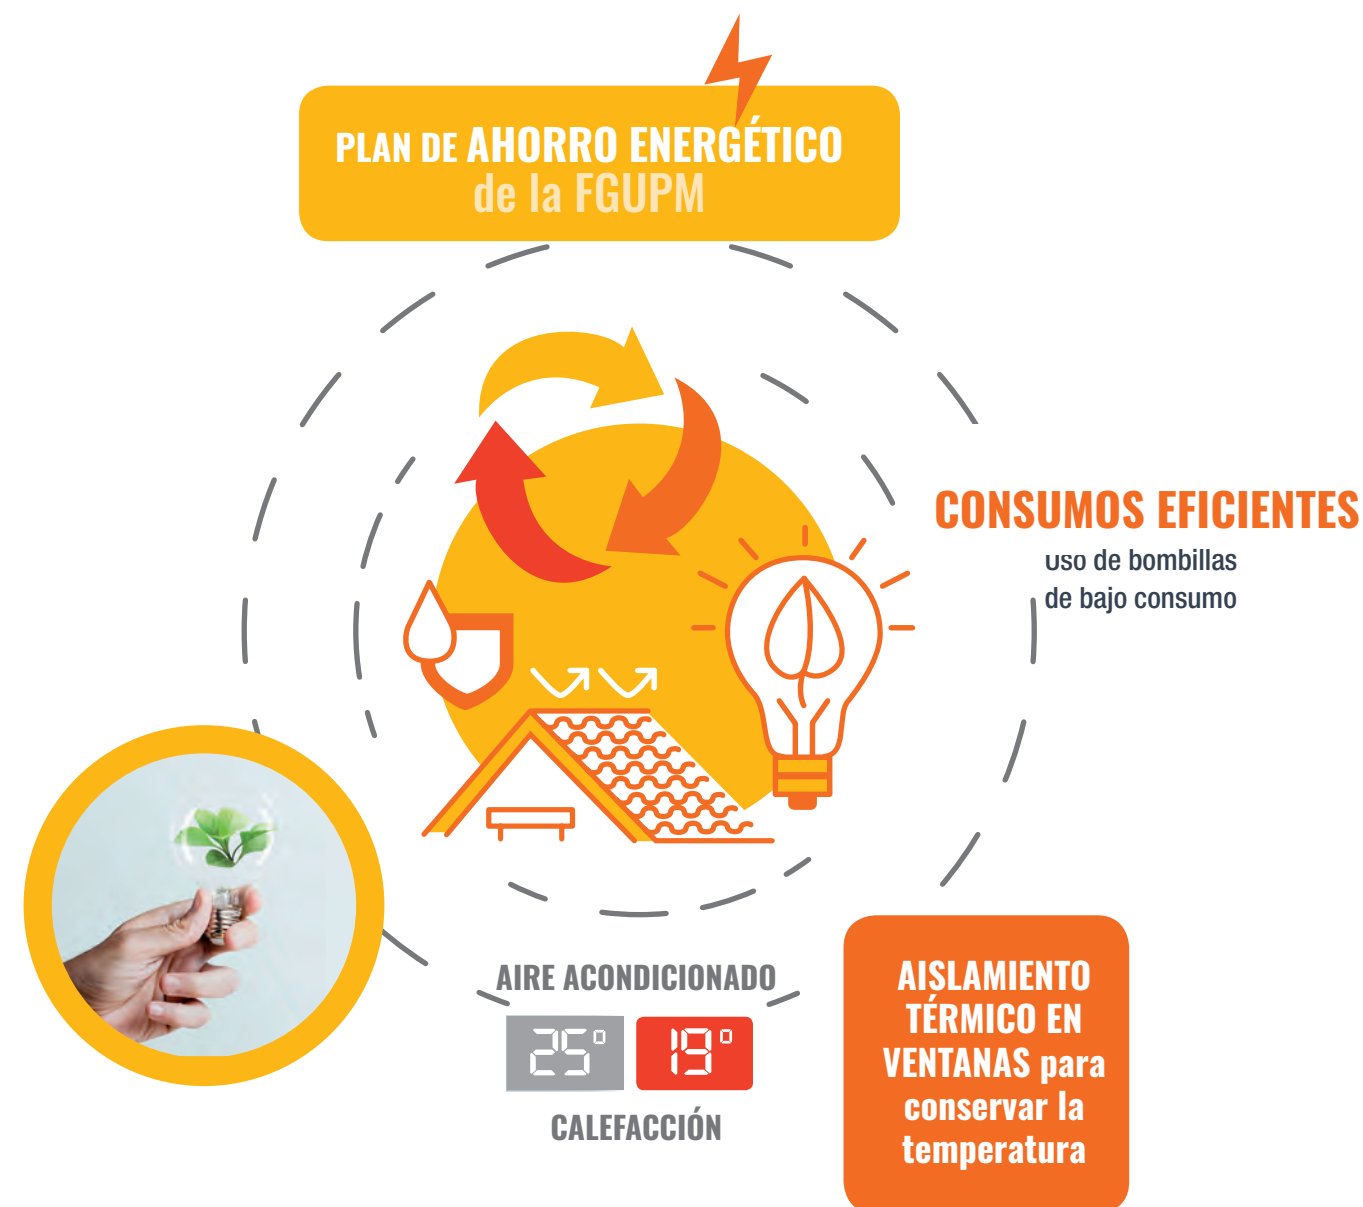 PLAN DE AHORRO ENERGÉTICO
de la FGUPM
CONSUMOS EFICIENTES
uso de bombillas
de bajo consumo
AIRE ACONDICIONADO
25° 19°
CALEFACCIÓN
AISLAMIENTO
TÉRMICO EN
VENTANAS para
conservar la
temperatura